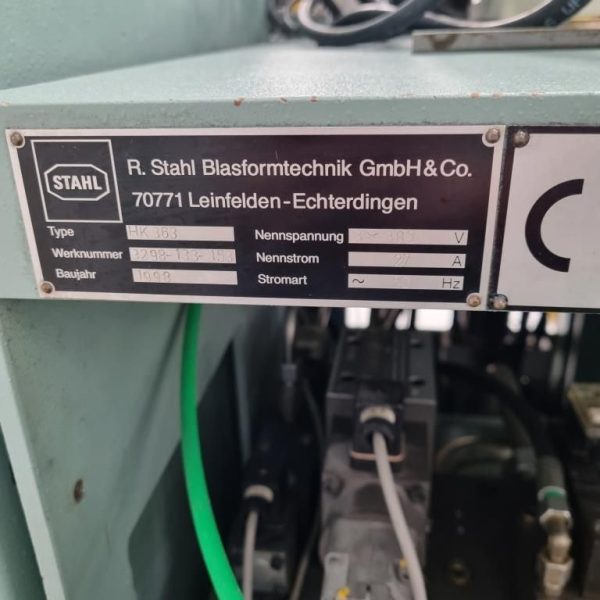 STAHL
R. Stahl Blasformtechnik GmbH & Co.
70771 Leinfelden-Echterdingen
Type HK 363
Werknummer
Baujahr 1998
Nennspannung V
Nennstrom A
Stromart ~ Hz
C